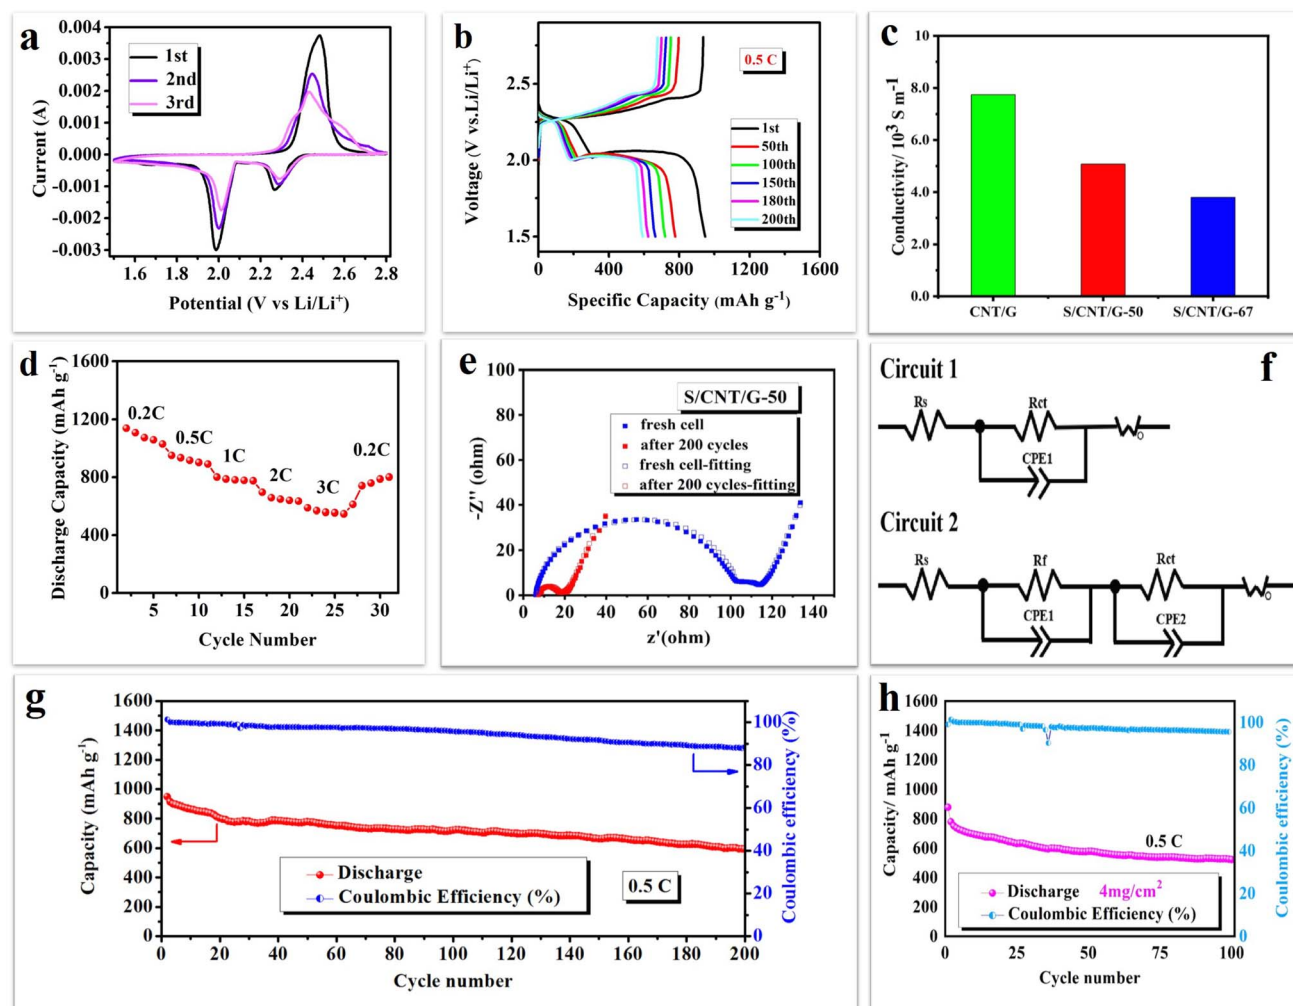 a
1st
2nd
3rd
0.004
0.003
0.002
0.001
0.000
-0.001
-0.002
-0.003
Current (A)
1.6 2.0 2.4 2.8
Potential (V vs Li/Li⁺)
b
0.5 C
1st
50th
100th
150th
180th
200th
2.5
2.0
1.5
Voltage (V vs.Li/Li⁺)
0 400 800 1200 1600
Specific Capacity (mAh g⁻¹)
c
10
8.0
6.0
4.0
2.0
0.0
Conductivity/ 10³ S m⁻¹
CNT/G S/CNT/G-50 S/CNT/G-67
d
1600
1200
800
400
0
Discharge Capacity (mAh g⁻¹)
0.2C
0.5C
1C
2C
3C
0.2C
5 10 15 20 25 30
Cycle Number
e
S/CNT/G-50
fresh cell
after 200 cycles
fresh cell-fitting
after 200 cycles-fitting
100
80
60
40
20
0
-Z'' (ohm)
0 20 40 60 80 100 120 140
z'(ohm)
f
Circuit 1
Rs
Rct
CPE1
W
o
Circuit 2
Rs
Rf
Rct
CPE1
CPE2
W
o
g
1600
1400
1200
1000
800
600
400
200
0
Capacity (mAh g⁻¹)
Discharge
Coulombic Efficiency (%)
0.5 C
100
80
60
40
20
0
Coulombic efficiency (%)
0 20 40 60 80 100 120 140 160 180 200
Cycle number
h
1600
1400
1200
1000
800
600
400
200
0
Capacity/ mAh g⁻¹
0.5 C
Discharge 4mg/cm²
Coulombic Efficiency (%)
100
80
60
40
20
0
Coulombic efficiency (%)
0 25 50 75 100
Cycle number